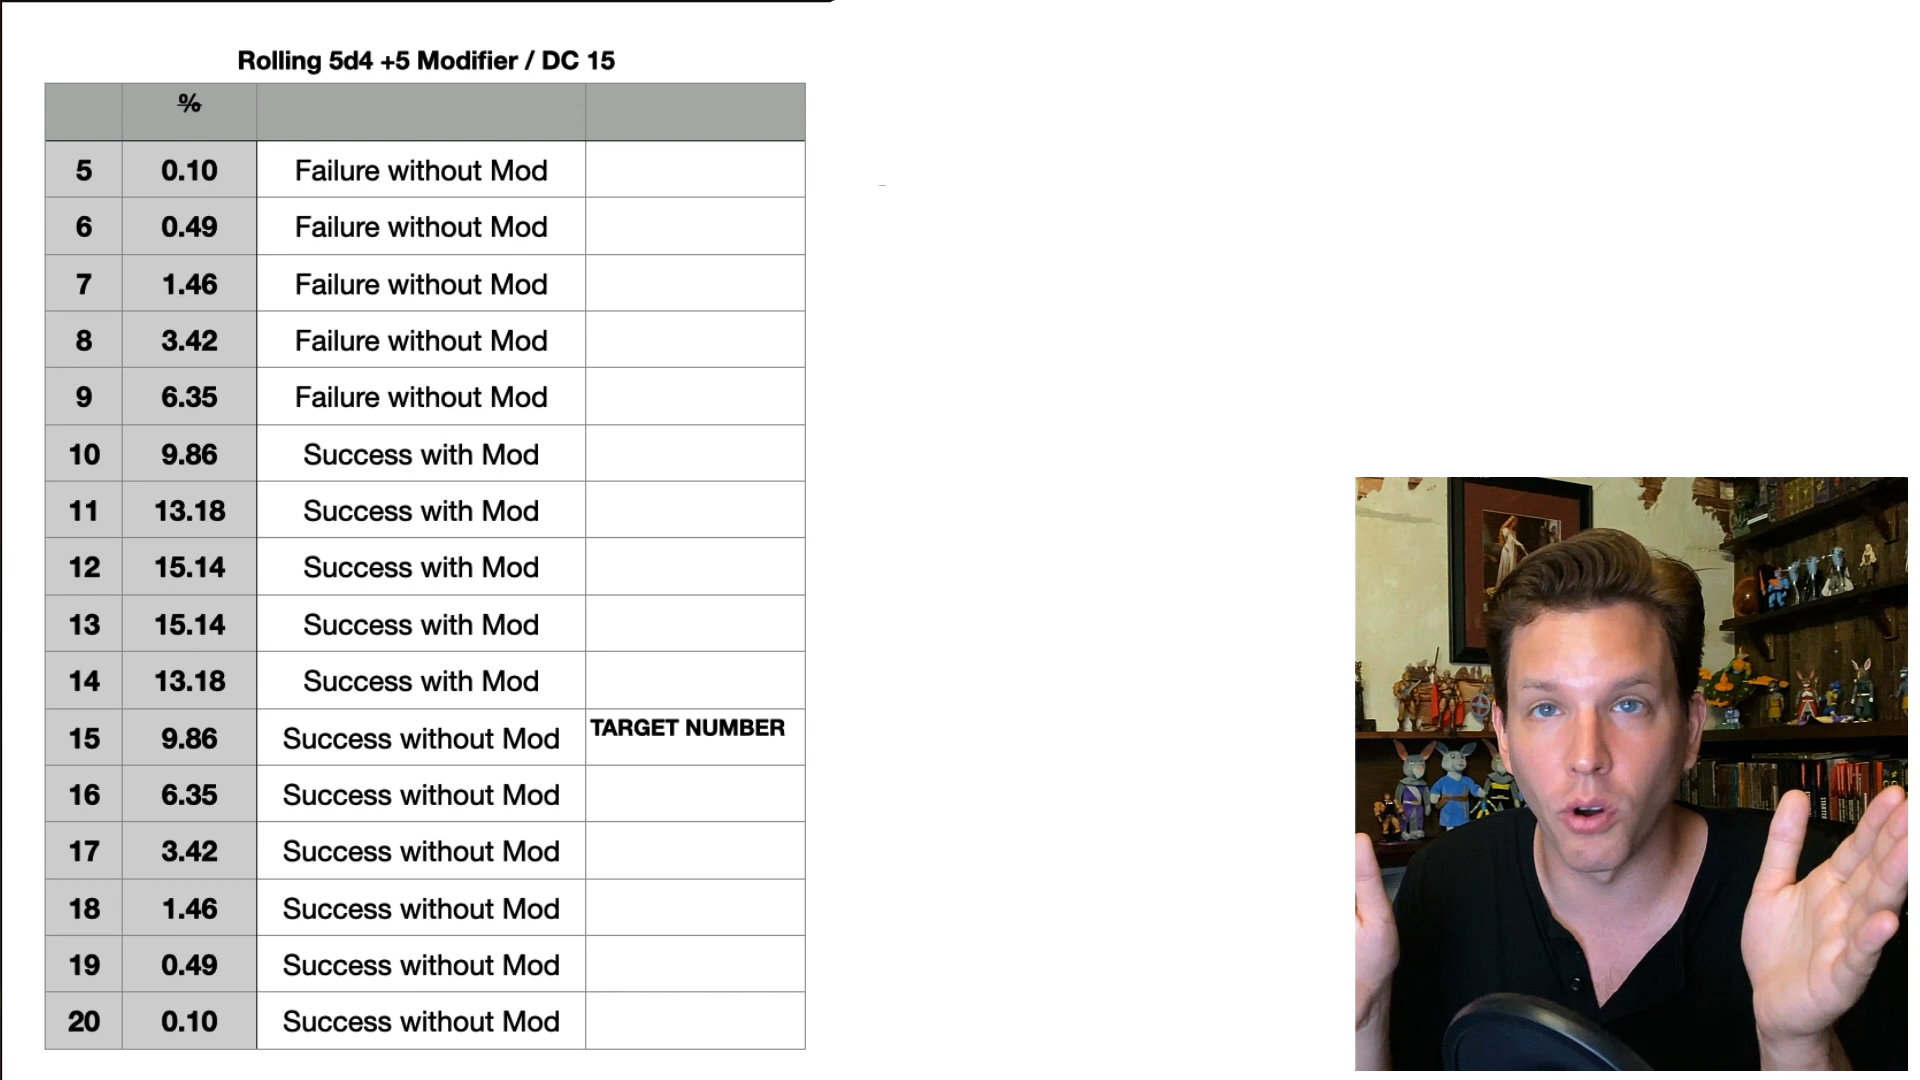 Rolling 5d4 +5 Modifier / DC 15
%
5 0.10 Failure without Mod
6 0.49 Failure without Mod
7 1.46 Failure without Mod
8 3.42 Failure without Mod
9 6.35 Failure without Mod
10 9.86 Success with Mod
11 13.18 Success with Mod
12 15.14 Success with Mod
13 15.14 Success with Mod
14 13.18 Success with Mod
15 9.86 Success without Mod TARGET NUMBER
16 6.35 Success without Mod
17 3.42 Success without Mod
18 1.46 Success without Mod
19 0.49 Success without Mod
20 0.10 Success without Mod